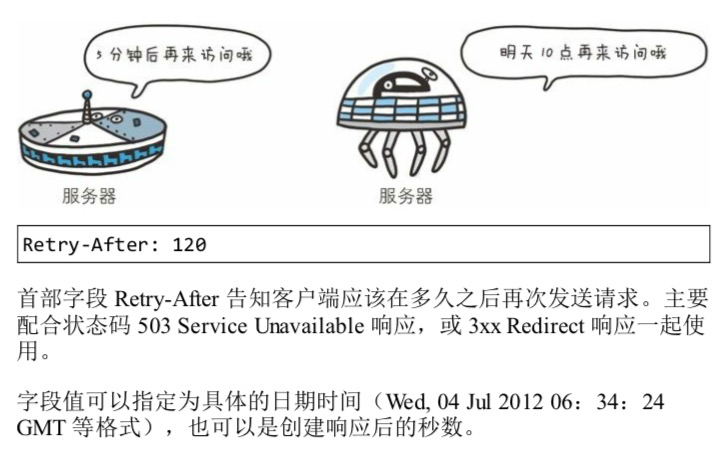 5分钟后再来访问哦
明天10点再来访问哦
服务器
服务器
Retry-After: 120
首部字段 Retry-After 告知客户端应该在多久之后再次发送请求。主要
配合状态码 503 Service Unavailable 响应，或 3xx Redirect 响应一起使
用。
字段值可以指定为具体的日期时间（Wed, 04 Jul 2012 06：34：24
GMT 等格式），也可以是创建响应后的秒数。